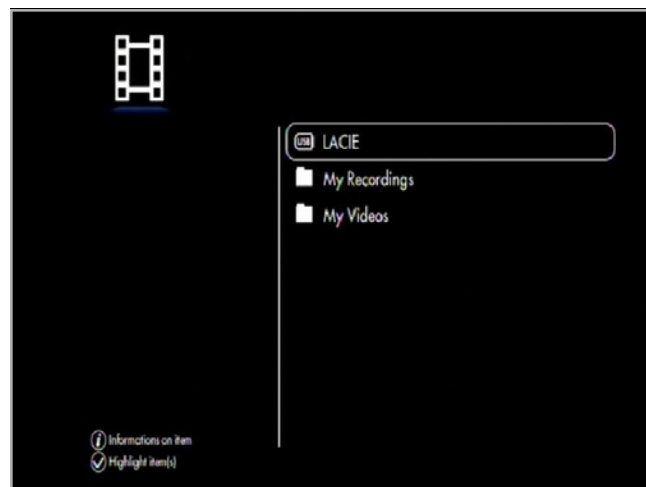 USB LACIE
My Recordings
My Videos
i Informations on item
Highlight item(s)